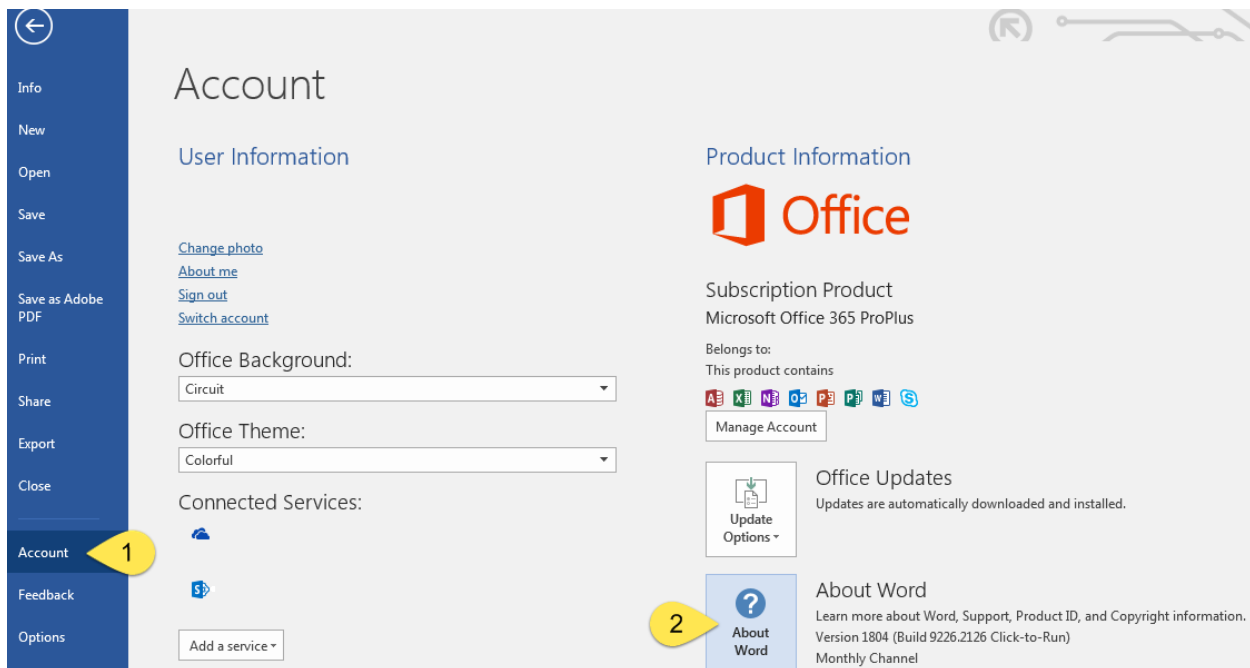 Info
New
Open
Save
Save As
Save as Adobe
PDF
Print
Share
Export
Close
Account
1
Feedback
Options
Account
User Information
Change photo
About me
Sign out
Switch account
Office Background:
Circuit
Office Theme:
Colorful
Connected Services:
S
Add a service
Product Information
Office
Subscription Product
Microsoft Office 365 ProPlus
Belongs to:
This product contains
A X N O P P W S
Manage Account
Update
Options
Office Updates
Updates are automatically downloaded and installed.
2
?
About
Word
About Word
Learn more about Word, Support, Product ID, and Copyright information.
Version 1804 (Build 9226.2126 Click-to-Run)
Monthly Channel